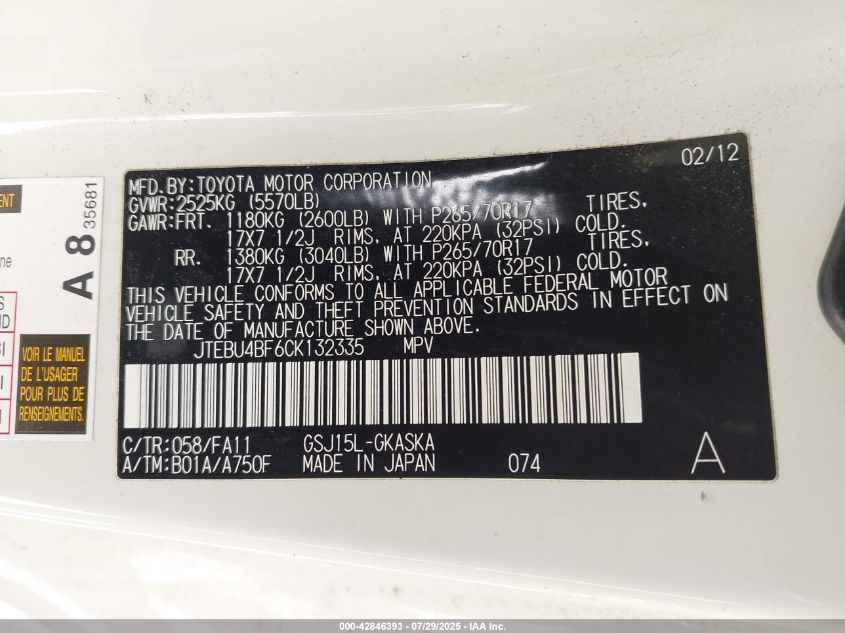 02/12
MFD.BY:TOYOTA MOTOR CORPORATION
GVWR:2525KG (5570LB)
GAWR:FRT. 1180KG (2600LB) WITH P265/70R17 TIRES,
17X7 1/2J RIMS, AT 220KPA (32PSI) COLD.
RR. 1380KG (3040LB) WITH P265/70R17 TIRES,
17X7 1/2J RIMS, AT 220KPA (32PSI) COLD.
THIS VEHICLE CONFORMS TO ALL APPLICABLE FEDERAL MOTOR
VEHICLE SAFETY AND THEFT PREVENTION STANDARDS IN EFFECT ON
THE DATE OF MANUFACTURE SHOWN ABOVE.
JTEBU4BF6CK132335 MPV
C/TR:058/FA11 GSJ15L-GKASKA
A/TM:B01A/A750F MADE IN JAPAN 074 A
A 8 35681
VOIR LE MANUEL
DE L'USAGER
POUR PLUS DE
RENSEIGNEMENTS.
000-42846393 - 07/29/2025 - IAA Inc.